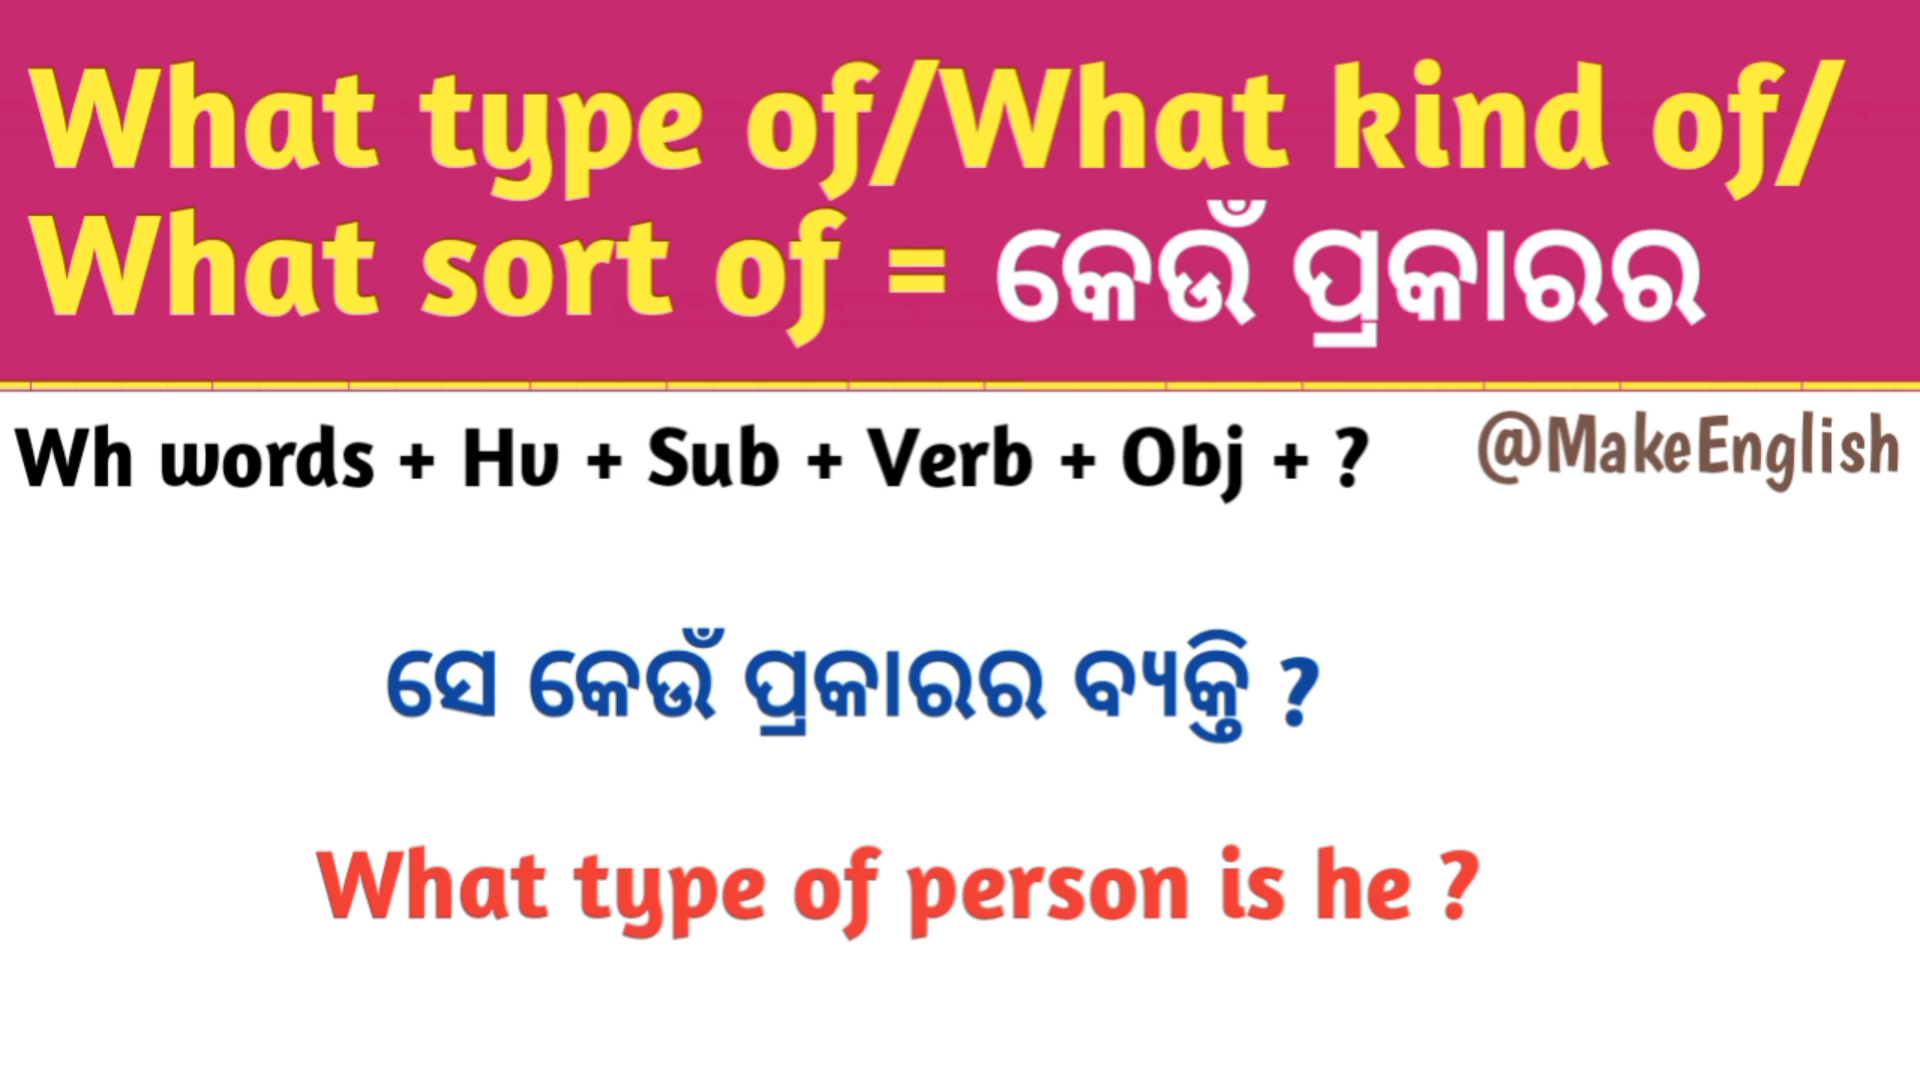 What type of/What kind of/
What sort of = କେଉଁ ପ୍ରକାରର
Wh words + Hv + Sub + Verb + Obj + ?
@MakeEnglish
ସେ କେଉଁ ପ୍ରକାରର ବ୍ୟକ୍ତି ?
What type of person is he ?